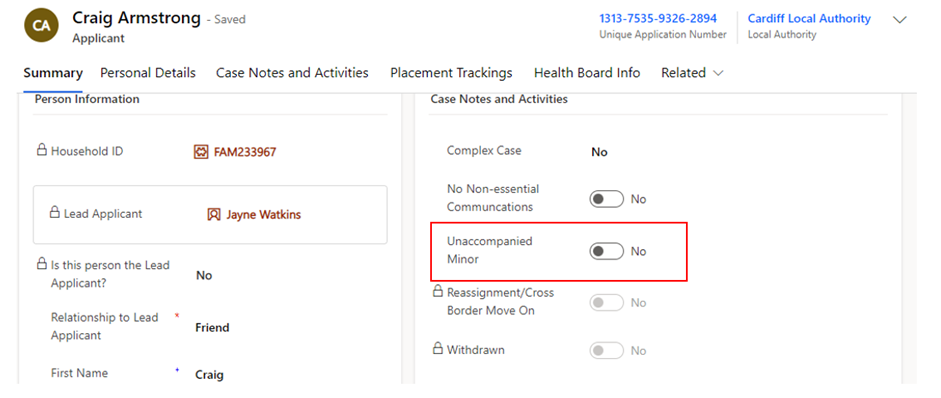 CA
Craig Armstrong - Saved
Applicant
1313-7535-9326-2894
Unique Application Number
Cardiff Local Authority
Local Authority
Summary Personal Details Case Notes and Activities Placement Trackings Health Board Info Related
Person Information
Household ID FAM233967
Lead Applicant Jayne Watkins
Is this person the Lead
Applicant?
No
Relationship to Lead
Applicant
*
Friend
First Name * Craig
Case Notes and Activities
Complex Case No
No Non-essential
Communcations
No
Unaccompanied
Minor
No
Reassignment/Cross
Border Move On
No
Withdrawn No